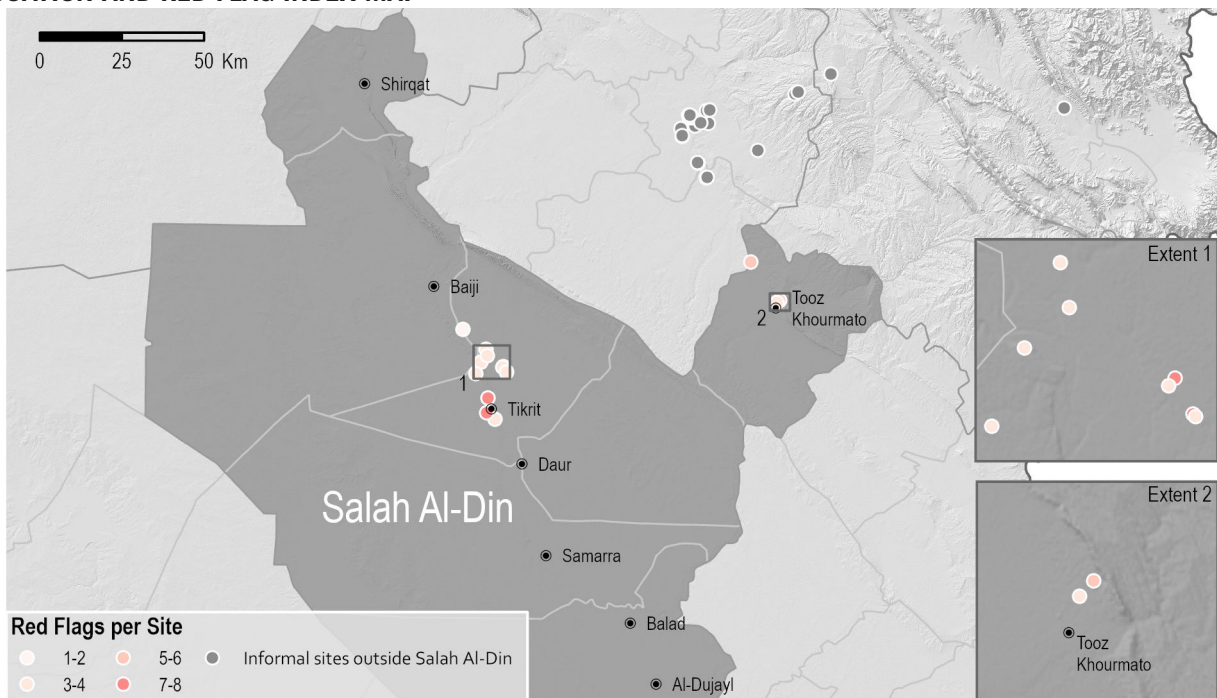 0 25 50 Km
Shirqat
Extent 1
Baiji
Tooz
Khourmato
2
1
Tikrit
Daur
Salah Al-Din
Extent 2
Samarra
Red Flags per Site
1-2 5-6 Informal sites outside Salah Al-Din
3-4 7-8
Balad
Tooz
Khourmato
Al-Dujayl